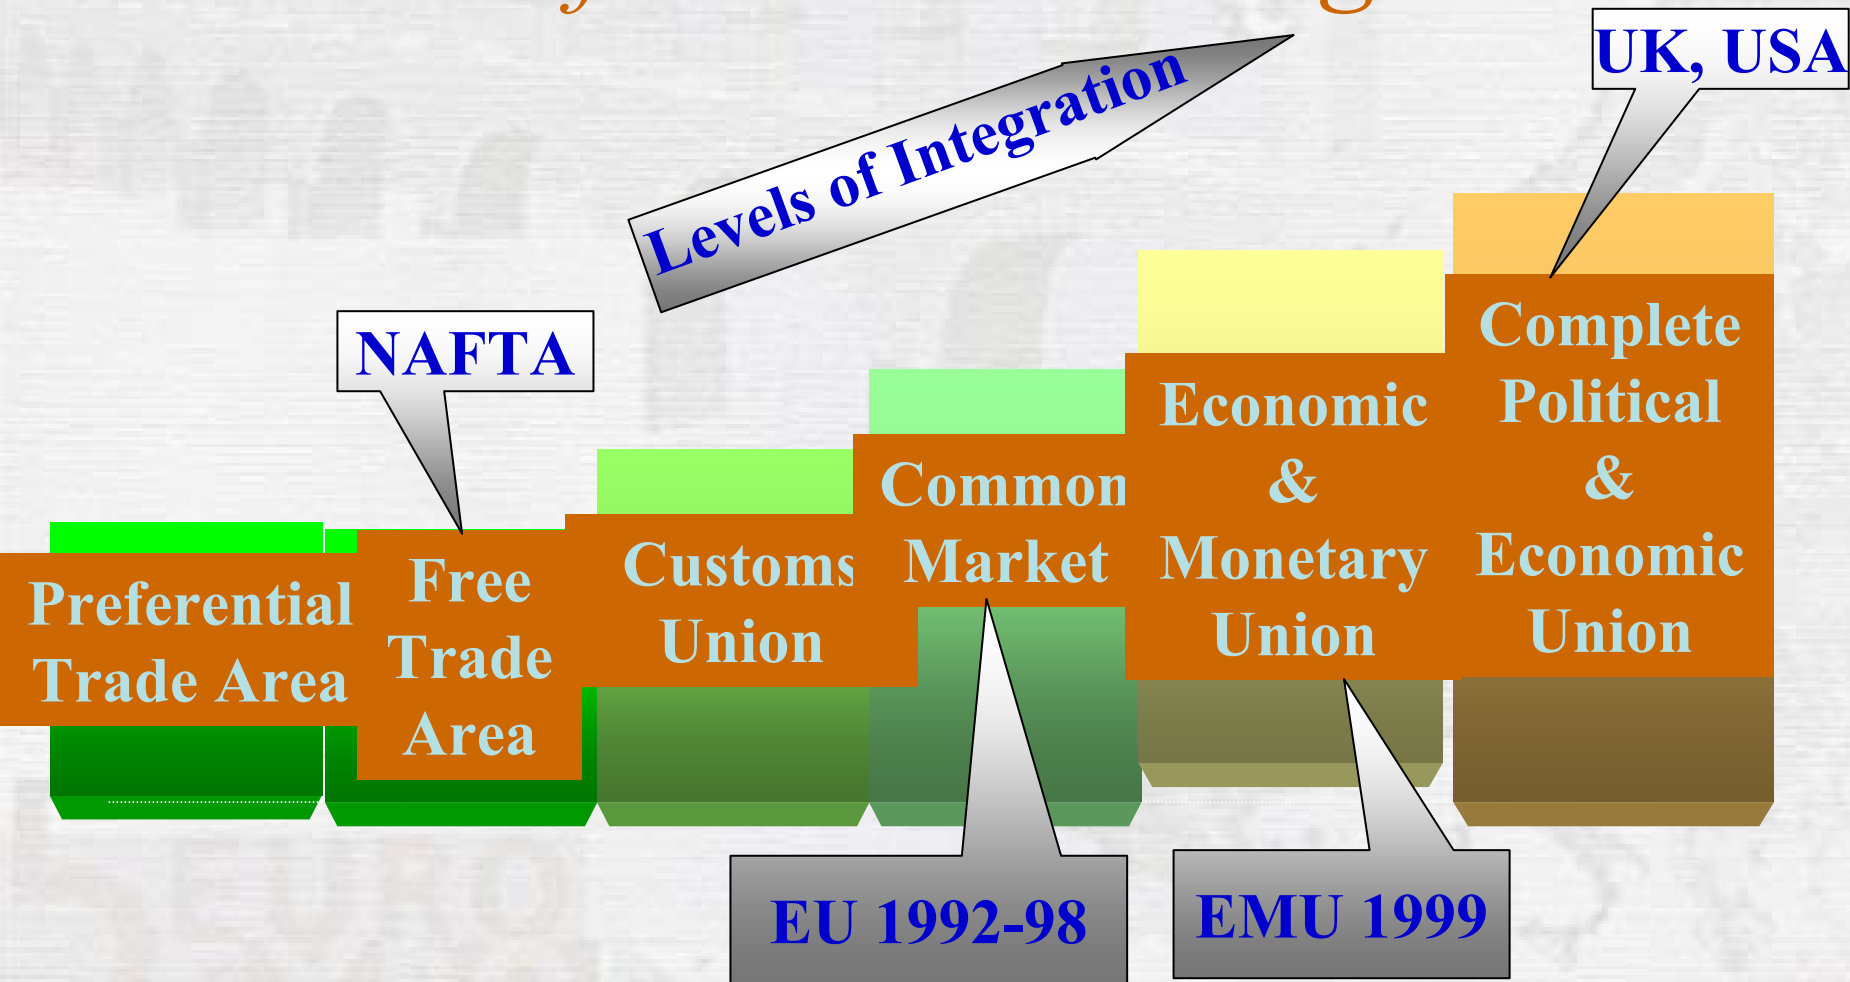 UK, USA
Levels of Integration
NAFTA
Preferential
Trade Area
Free
Trade
Area
Customs
Union
Common
Market
Economic
&
Monetary
Union
Complete
Political
&
Economic
Union
EU 1992-98
EMU 1999